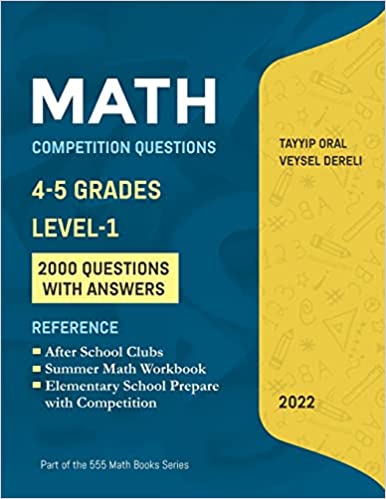 MATH
COMPETITION QUESTIONS
4-5 GRADES
LEVEL-1
2000 QUESTIONS
WITH ANSWERS
REFERENCE
After School Clubs
Summer Math Workbook
Elementary School Prepare
with Competition
Part of the 555 Math Books Series
TAYYIP ORAL
VEYSEL DERELI
2022